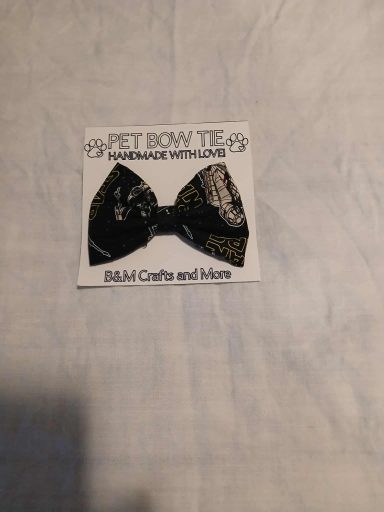 PET BOW TIE
HANDMADE WITH LOVE!
B&M Crafts and More